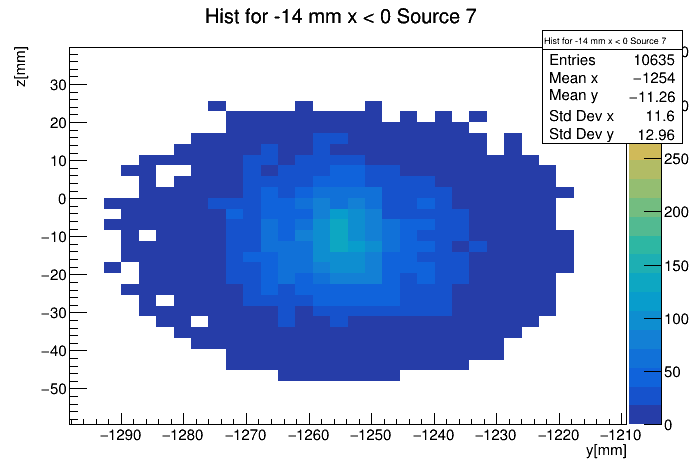 Hist for -14 mm x < 0 Source 7
z[mm]
Hist for -14 mm x < 0 Source 7
Entries 10635
Mean x −1254
Mean y −11.26
Std Dev x 11.6
Std Dev y 12.96
30
20
10
0
−10
−20
−30
−40
−50
0
0
250
200
150
100
50
0
−1290 −1280 −1270 −1260 −1250 −1240 −1230 −1220 −1210
y[mm]